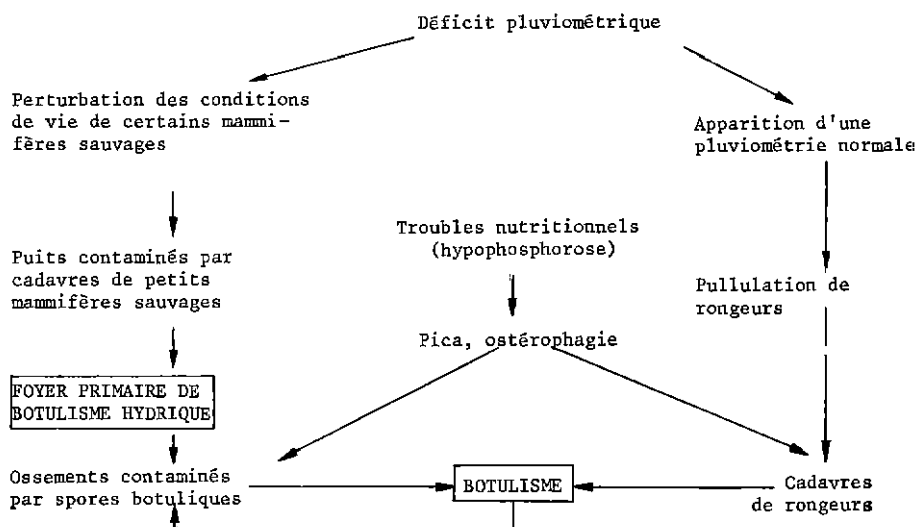 Déficit pluviométrique
Perturbation des conditions
de vie de certains mammi-
fères sauvages
Apparition d'une
pluviométrie normale
Troubles nutritionnels
(hypophosphorose)
Puits contaminés par
cadavres de petits
mammifères sauvages
Pullulation de
rongeurs
Pica, ostérophagie
FOYER PRIMAIRE DE
BOTULISME HYDRIQUE
Ossements contaminés
par spores botuliques
BOTULISME
Cadavres
de rongeurs